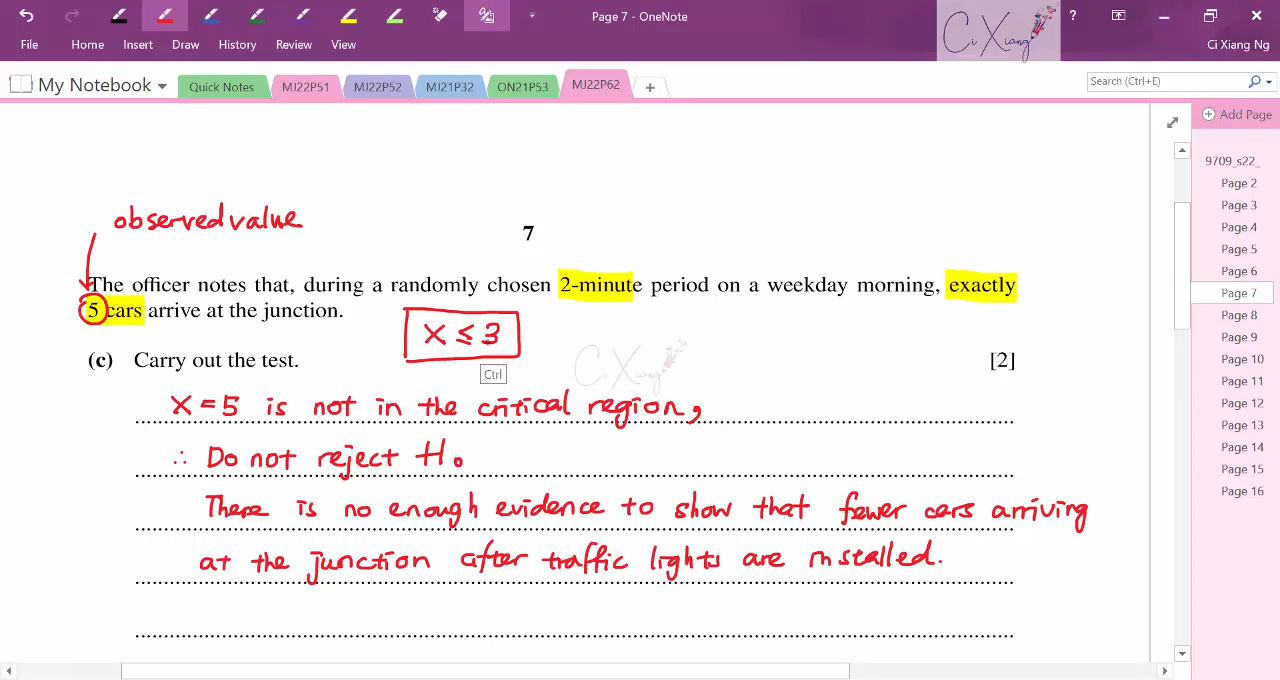 Page 7 - OneNote
Ci Xiang
?
File Home Insert Draw History Review View
Ci Xiang Ng
My Notebook Quick Notes MJ22P51 MJ22P52 MJ21P32 ON21P53 MJ22P62 +
Search (Ctrl+E)
Add Page
9709_s22_
Page 2
Page 3
Page 4
Page 5
Page 6
Page 7
Page 8
Page 9
Page 10
Page 11
Page 12
Page 13
Page 14
Page 15
Page 16
observed value
7
The officer notes that, during a randomly chosen 2-minute period on a weekday morning, exactly
5 cars arrive at the junction.
X ≤ 3
Ctrl
Ci Xiang
(c) Carry out the test. [2]
X = 5 is not in the critical region,
∴ Do not reject H₀
There is no enough evidence to show that fewer cars arriving
at the junction after traffic lights are installed.